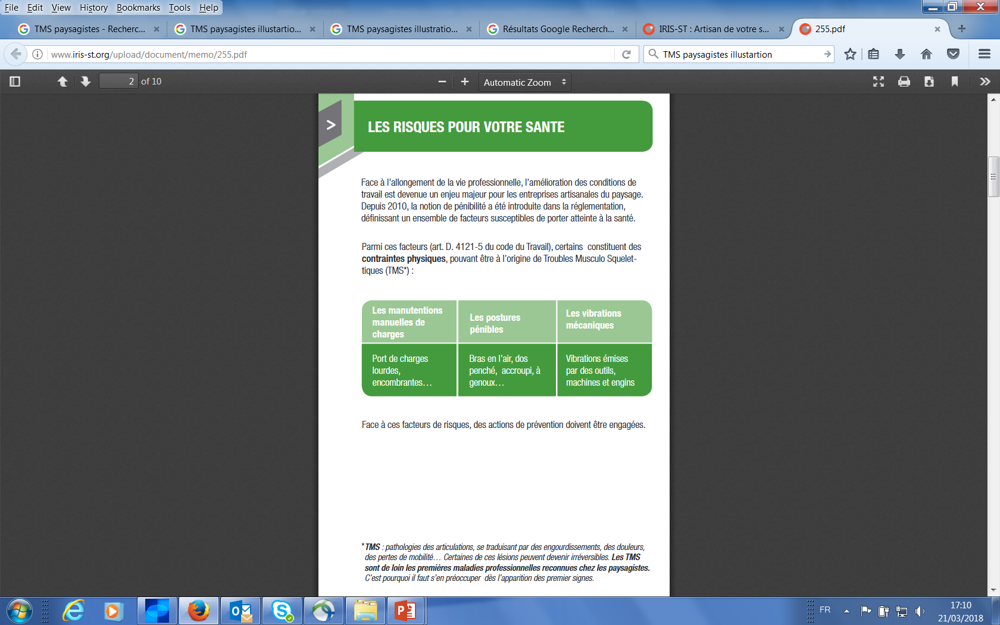 File Edit View History Bookmarks Tools Help
TMS paysagistes - Recherc...
TMS paysagistes illustartio...
TMS paysagistes illustratio...
Résultats Google Recherch...
IRIS-ST : Artisan de votre s...
255.pdf
www.iris-st.org/upload/document/memo/255.pdf
TMS paysagistes illustartion
2 of 10
Automatic Zoom
>
LES RISQUES POUR VOTRE SANTE
Face à l'allongement de la vie professionnelle, l'amélioration des conditions de
travail est devenue un enjeu majeur pour les entreprises artisanales du paysage.
Depuis 2010, la notion de pénibilité a été introduite dans la réglementation,
définissant un ensemble de facteurs susceptibles de porter atteinte à la santé.
Parmi ces facteurs (art. D. 4121-5 du code du Travail), certains constituent des
contraintes physiques, pouvant être à l'origine de Troubles Musculo Squelet-
tiques (TMS*) :
Les manutentions
manuelles de
charges
Les postures
pénibles
Les vibrations
mécaniques
Port de charges
lourdes,
encombrantes…
Bras en l'air, dos
penché, accroupi, à
genoux…
Vibrations émises
par des outils,
machines et engins
Face à ces facteurs de risques, des actions de prévention doivent être engagées.
*TMS : pathologies des articulations, se traduisant par des engourdissements, des douleurs,
des pertes de mobilité… Certaines de ces lésions peuvent devenir irréversibles. Les TMS
sont de loin les premières maladies professionnelles reconnues chez les paysagistes.
C'est pourquoi il faut s'en préoccuper dès l'apparition des premier signes.
FR
17:10
21/03/2018